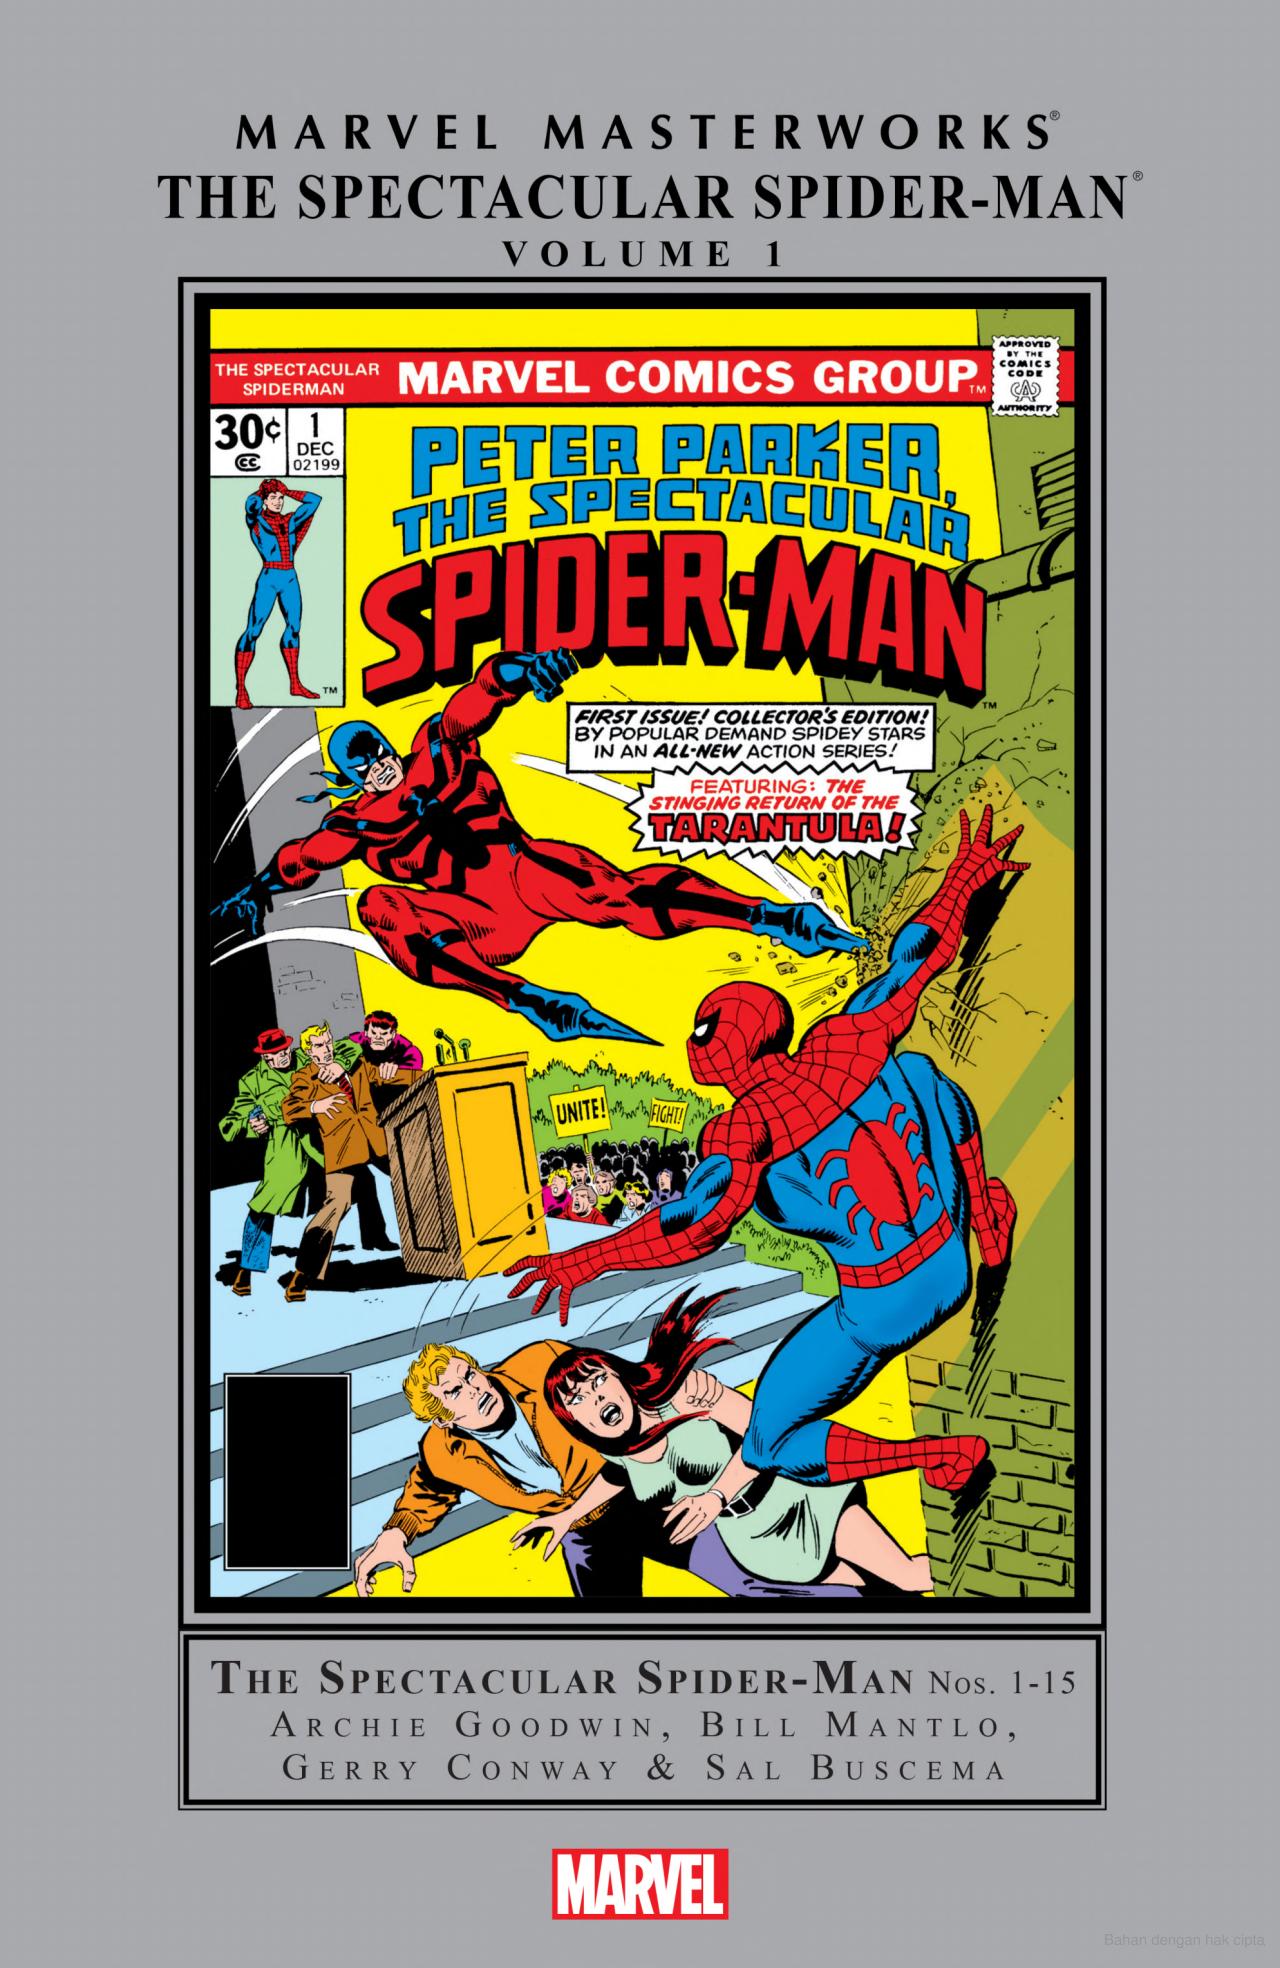 MARVEL MASTERWORKS®
THE SPECTACULAR SPIDER-MAN®
VOLUME 1
THE SPECTACULAR
SPIDERMAN
MARVEL COMICS GROUP™
APPROVED
BY THE
COMICS
CODE
CA
AUTHORITY
30¢
CC
1
DEC
02199
™
PETER PARKER,
THE SPECTACULAR
SPIDER-MAN
™
FIRST ISSUE! COLLECTOR'S EDITION!
BY POPULAR DEMAND SPIDEY STARS
IN AN ALL-NEW ACTION SERIES!
FEATURING: THE
STINGING RETURN OF THE
TARANTULA!
UNITE!
FIGHT!
THE SPECTACULAR SPIDER-MAN NOS. 1-15
ARCHIE GOODWIN, BILL MANTLO,
GERRY CONWAY & SAL BUSCEMA
MARVEL
Bahan dengan hak cipta